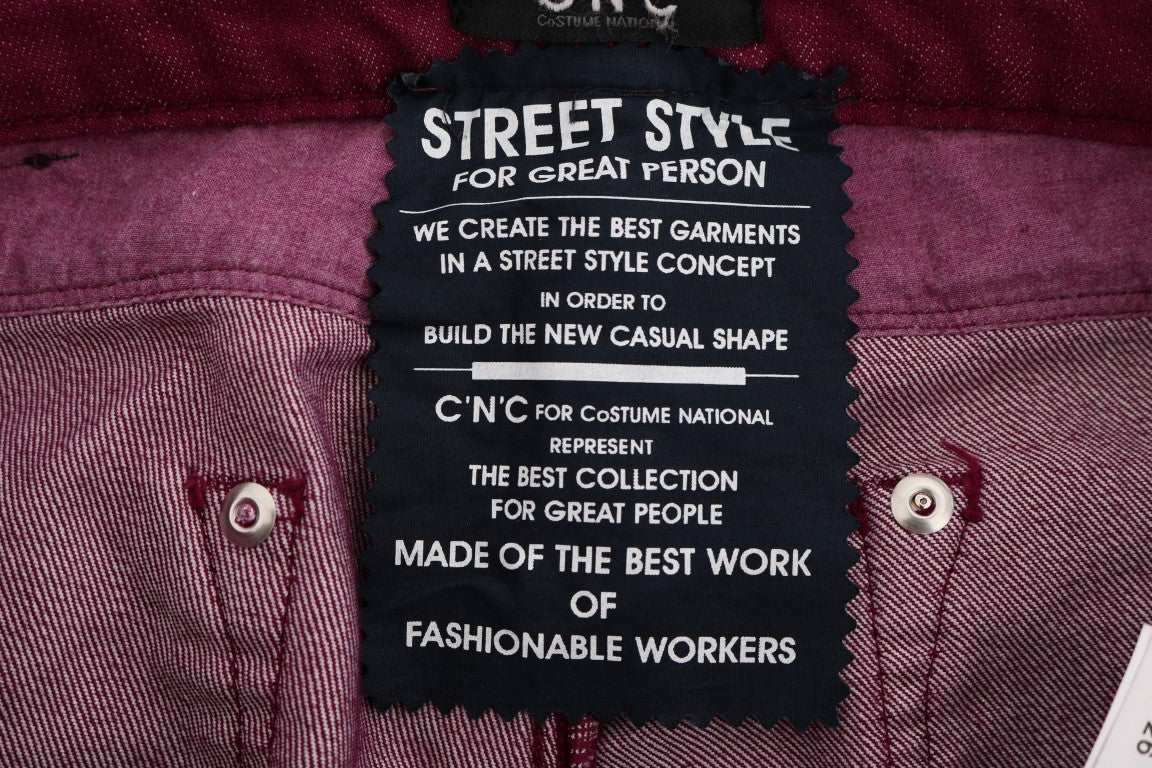 C'N'C
CoSTUME NATIONAL
STREET STYLE
FOR GREAT PERSON
WE CREATE THE BEST GARMENTS
IN A STREET STYLE CONCEPT
IN ORDER TO
BUILD THE NEW CASUAL SHAPE
C'N'C FOR CoSTUME NATIONAL
REPRESENT
THE BEST COLLECTION
FOR GREAT PEOPLE
MADE OF THE BEST WORK
OF
FASHIONABLE WORKERS